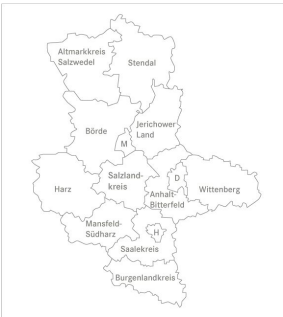 Altmarkkreis
Salzwedel
Stendal
Börde
Jerichower
Land
M
Harz
Salzland-
kreis
Anhalt-
Bitterfeld
D
Wittenberg
Mansfeld-
Südharz
H
Saalekreis
Burgenlandkreis